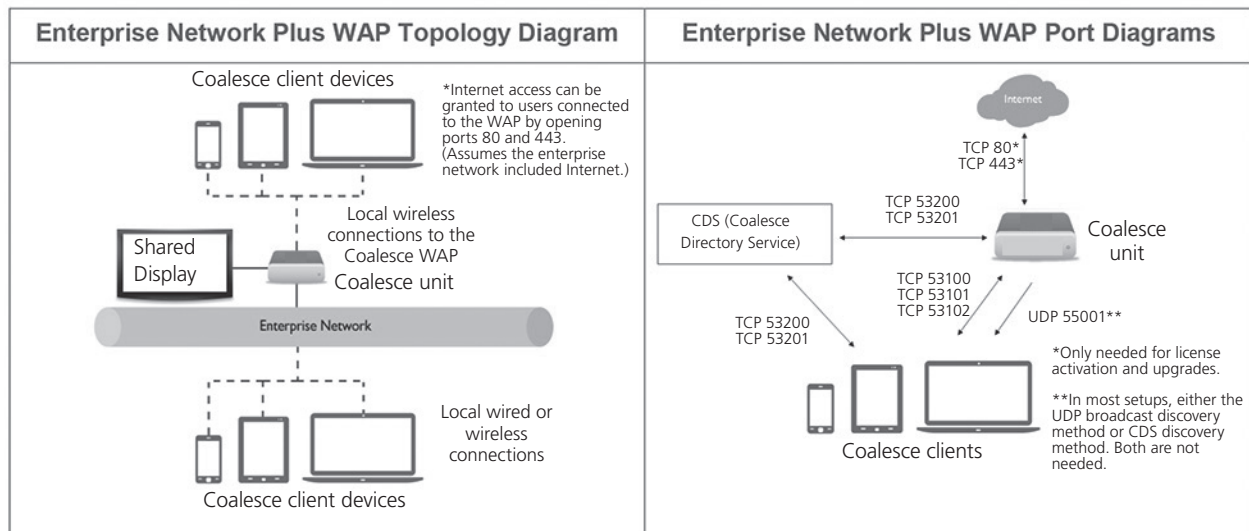 Enterprise Network Plus WAP Topology Diagram
Coalesce client devices
*Internet access can be
granted to users connected
to the WAP by opening
ports 80 and 443.
(Assumes the enterprise
network included Internet.)
Local wireless
connections to the
Coalesce WAP
Shared
Display
Coalesce unit
Enterprise Network
Local wired or
wireless
connections
Coalesce client devices
Enterprise Network Plus WAP Port Diagrams
Internet
TCP 80*
TCP 443*
TCP 53200
TCP 53201
CDS (Coalesce
Directory Service)
Coalesce
unit
TCP 53100
TCP 53101
TCP 53102
UDP 55001**
TCP 53200
TCP 53201
*Only needed for license
activation and upgrades.
**In most setups, either the
UDP broadcast discovery
method or CDS discovery
method. Both are not
needed.
Coalesce clients